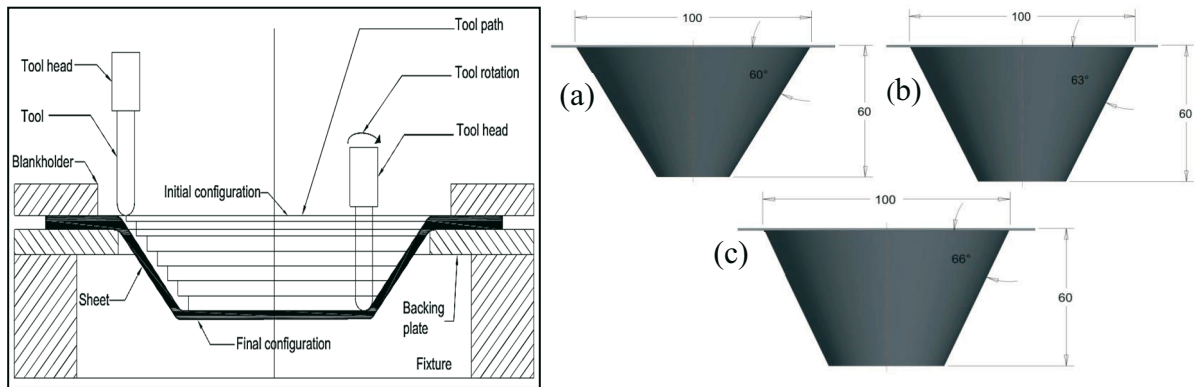 Tool path
Tool head
Tool rotation
Tool
Tool head
Blankholder
Initial configuration
Sheet
Backing
plate
Final configuration
Fixture
100
60°
60
(a)
100
63°
60
(b)
100
66°
60
(c)